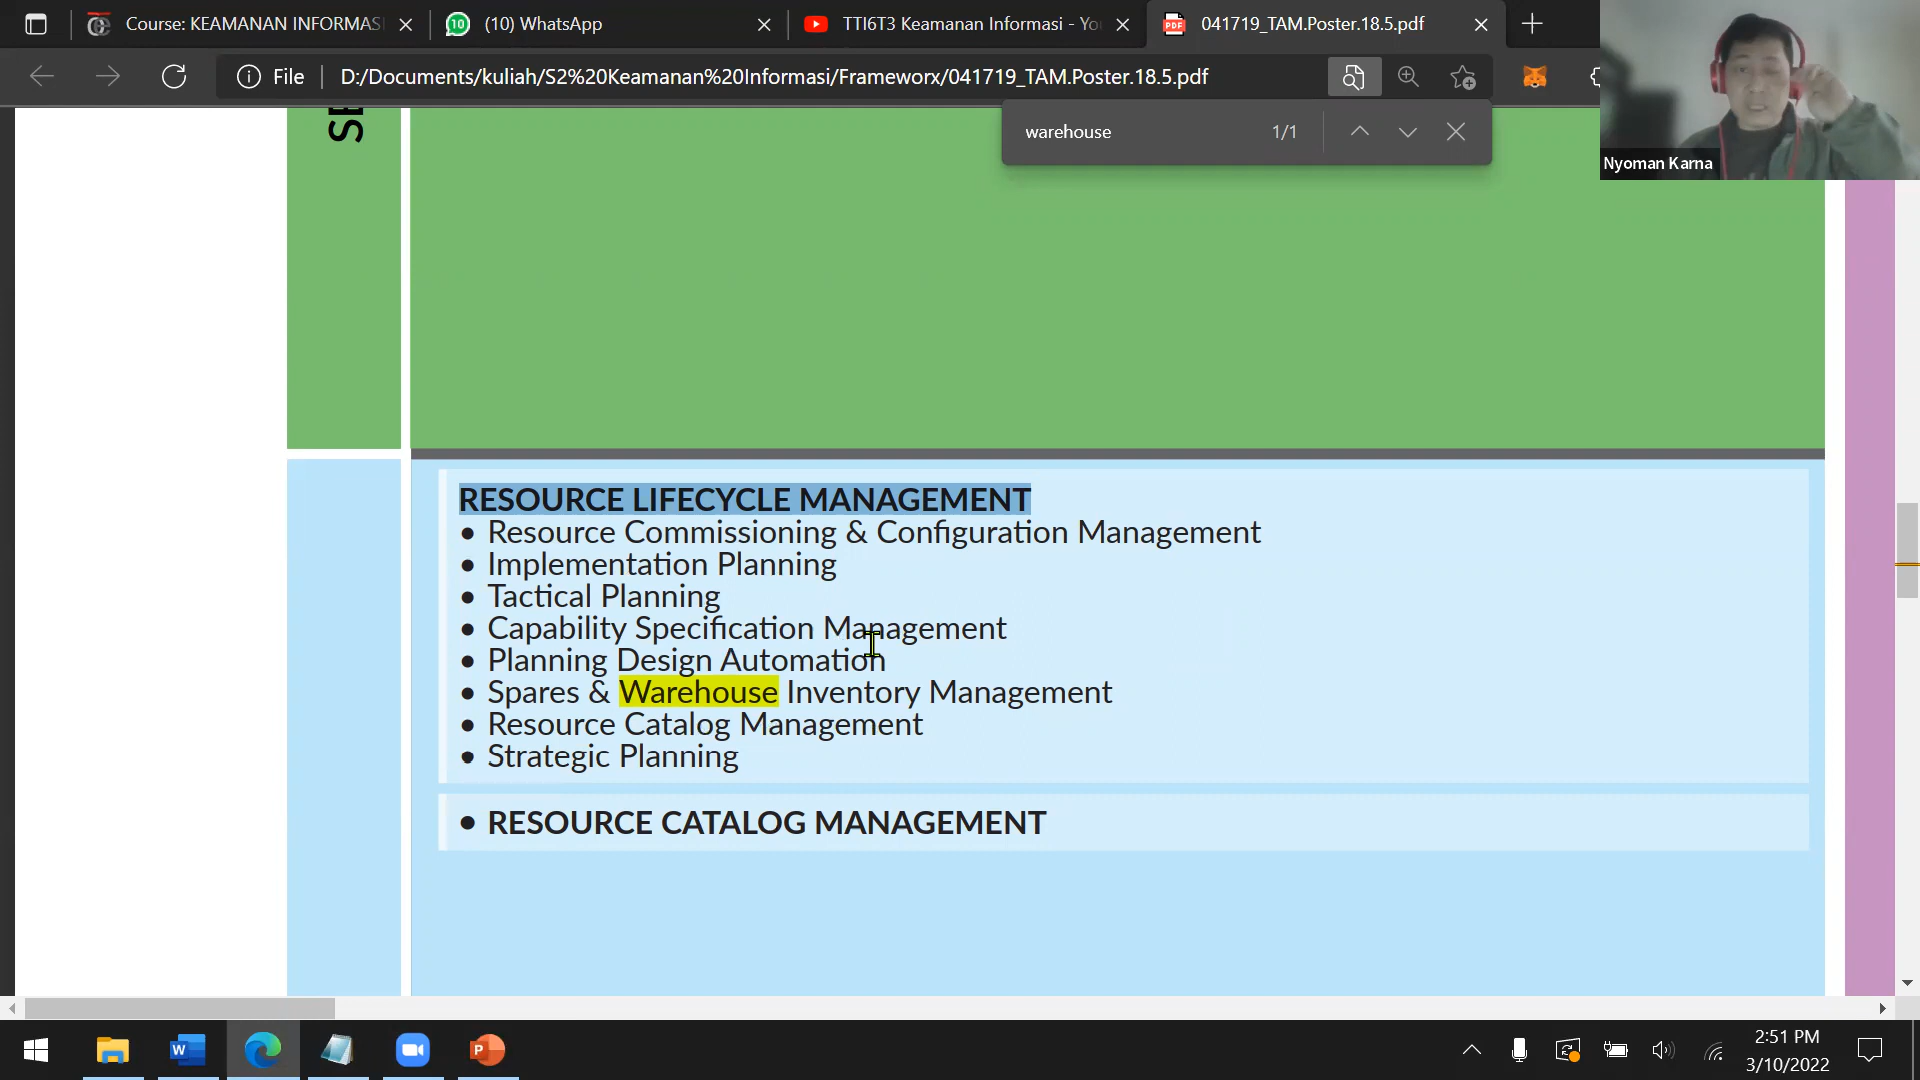 Course: KEAMANAN INFORMAS
(10) WhatsApp
TTI6T3 Keamanan Informasi - Yo
041719_TAM.Poster.18.5.pdf
File
D:/Documents/kuliah/S2%20Keamanan%20Informasi/Frameworx/041719_TAM.Poster.18.5.pdf
warehouse
1/1
Nyoman Karna
SE
RESOURCE LIFECYCLE MANAGEMENT
• Resource Commissioning & Configuration Management
• Implementation Planning
• Tactical Planning
• Capability Specification Management
• Planning Design Automation
• Spares & Warehouse Inventory Management
• Resource Catalog Management
• Strategic Planning
• RESOURCE CATALOG MANAGEMENT
2:51 PM
3/10/2022